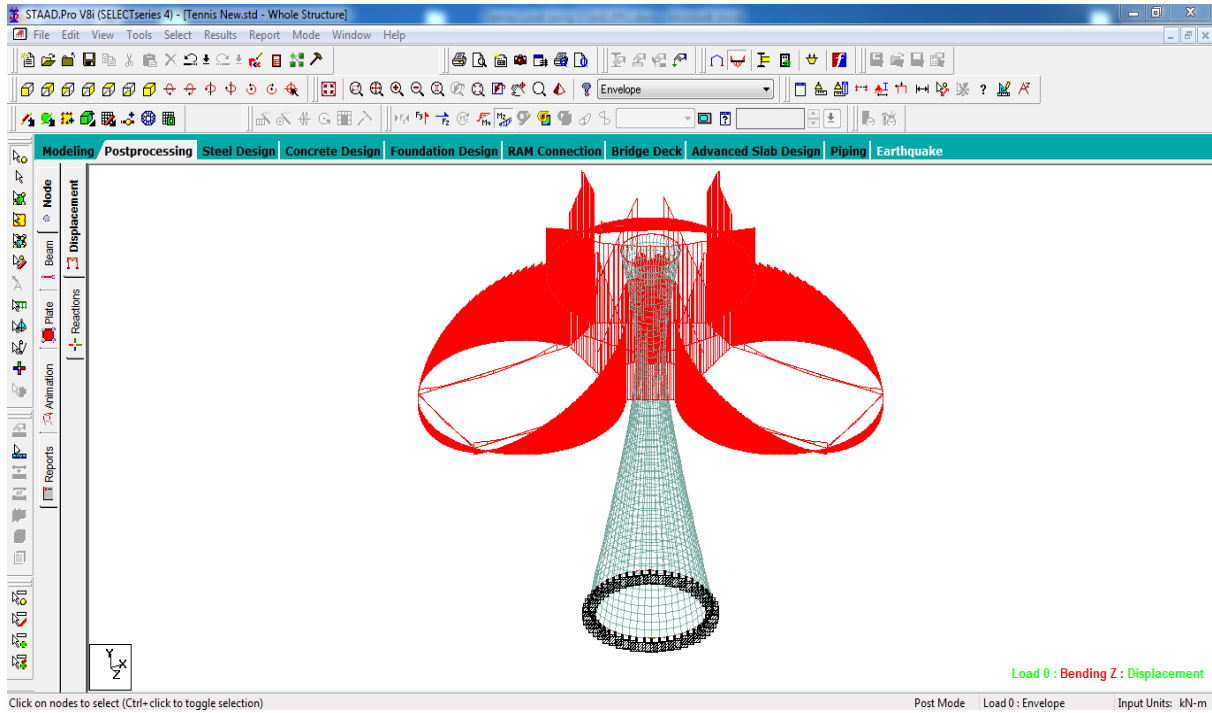 STAAD.Pro V8i (SELECTseries 4) - [Tennis New.std - Whole Structure]
File Edit View Tools Select Results Report Mode Window Help
Envelope
Modeling Postprocessing Steel Design Concrete Design Foundation Design RAM Connection Bridge Deck Advanced Slab Design Piping Earthquake
Node
Beam
Plate
Animation
Reports
Displacement
Reactions
Y
X
Z
Load 0 : Bending Z : Displacement
Click on nodes to select (Ctrl+click to toggle selection)
Post Mode
Load 0 : Envelope
Input Units: kN-m